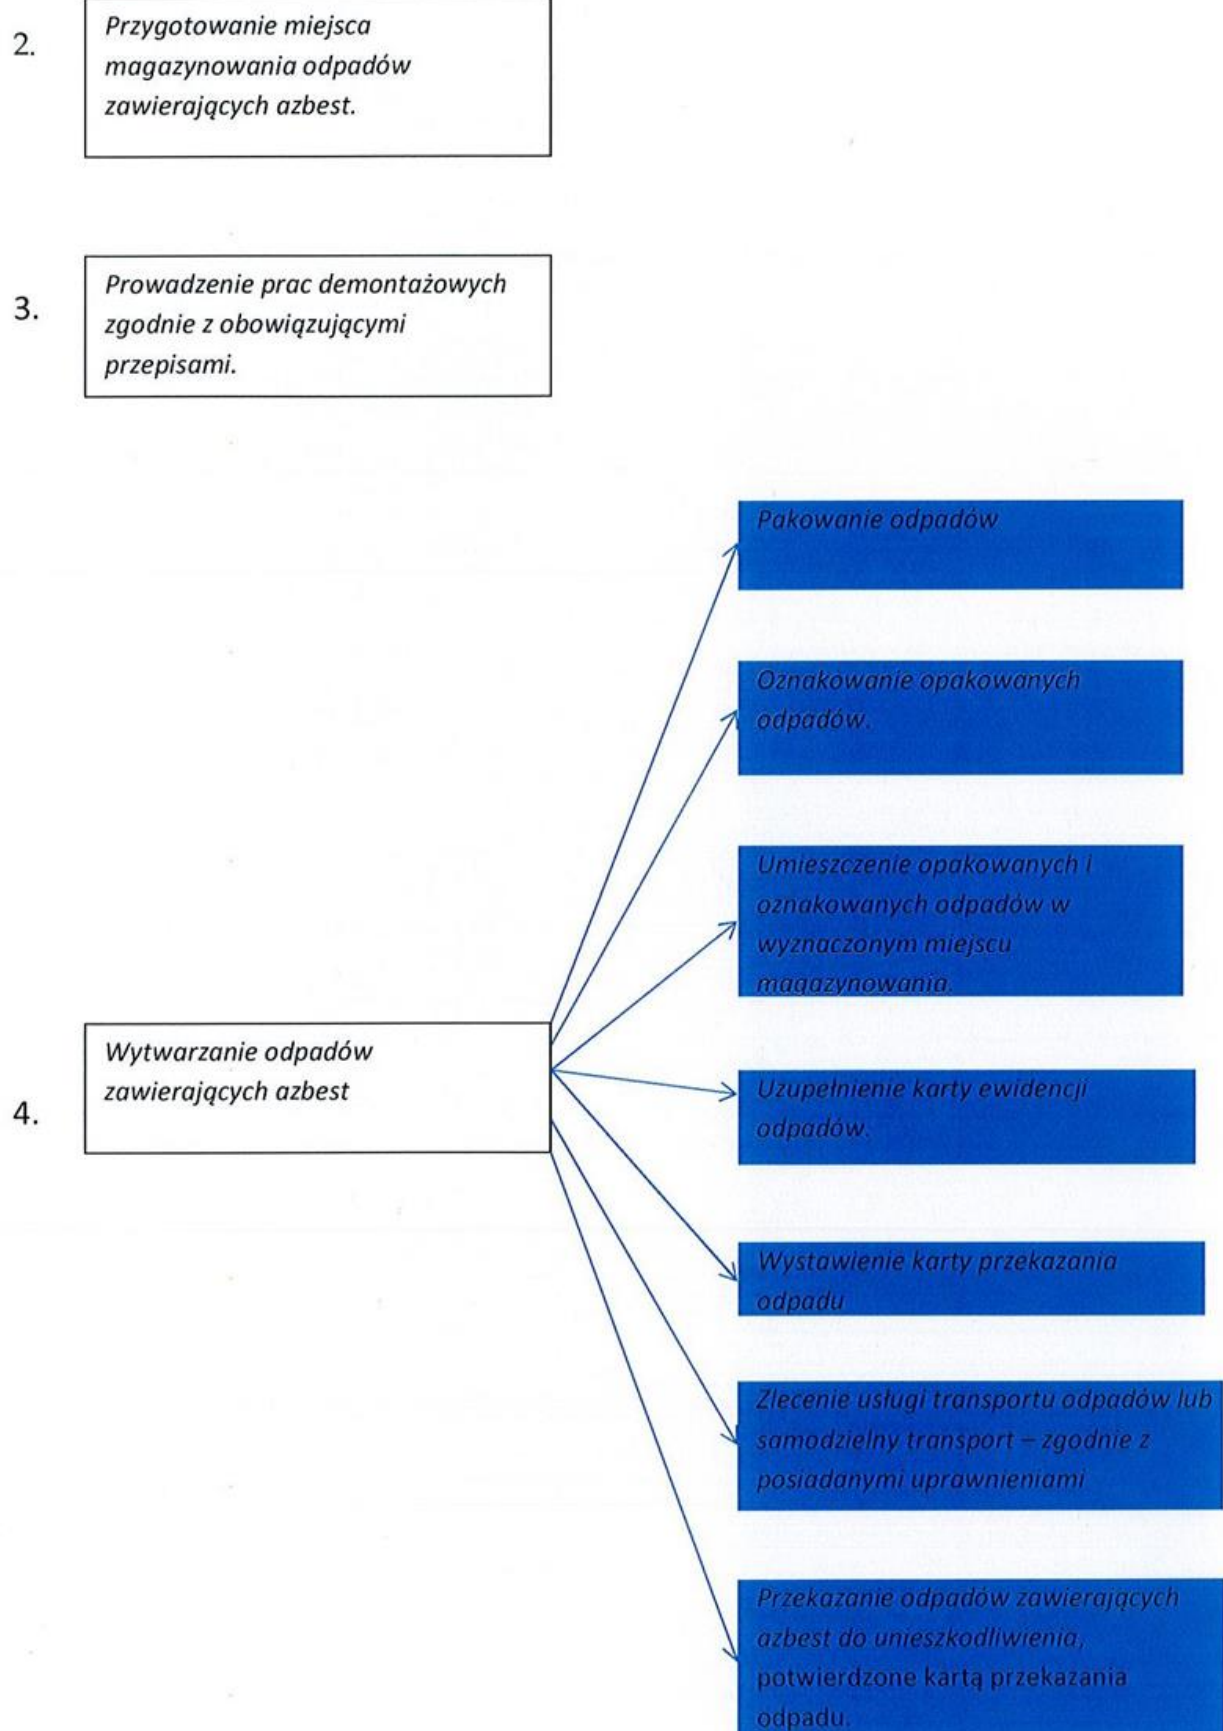 2.
Przygotowanie miejsca
magazynowania odpadów
zawierających azbest.
3.
Prowadzenie prac demontażowych
zgodnie z obowiązującymi
przepisami.
Pakowanie odpadów
Oznakowanie opakowanych
odpadów.
Umieszczenie opakowanych i
oznakowanych odpadów w
wyznaczonym miejscu
magazynowania.
4.
Wytwarzanie odpadów
zawierających azbest
Uzupełnienie karty ewidencji
odpadów.
Wystawienie karty przekazania
odpadu
Zlecenie usługi transportu odpadów lub
samodzielny transport – zgodnie z
posiadanymi uprawnieniami
Przekazanie odpadów zawierających
azbest do unieszkodliwienia,
potwierdzone kartą przekazania
odpadu.